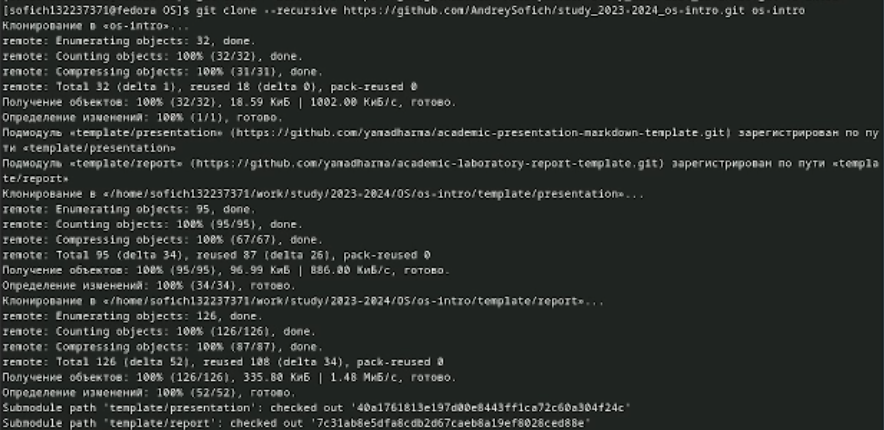 [sofich132237371@fedora OS]$ git clone --recursive https://github.com/AndreySofich/study_2023-2024_os-intro.git os-intro
Клонирование в «os-intro»...
remote: Enumerating objects: 32, done.
remote: Counting objects: 100% (32/32), done.
remote: Compressing objects: 100% (31/31), done.
remote: Total 32 (delta 1), reused 18 (delta 0), pack-reused 0
Получение объектов: 100% (32/32), 18.59 КиБ | 1002.00 КиБ/с, готово.
Определение изменений: 100% (1/1), готово.
Подмодуль «template/presentation» (https://github.com/yamadharma/academic-presentation-markdown-template.git) зарегистрирован по пу
ти «template/presentation»
Подмодуль «template/report» (https://github.com/yamadharma/academic-laboratory-report-template.git) зарегистрирован по пути «templa
te/report»
Клонирование в «/home/sofich132237371/work/study/2023-2024/OS/os-intro/template/presentation»...
remote: Enumerating objects: 95, done.
remote: Counting objects: 100% (95/95), done.
remote: Compressing objects: 100% (67/67), done.
remote: Total 95 (delta 34), reused 87 (delta 26), pack-reused 0
Получение объектов: 100% (95/95), 96.99 КиБ | 886.00 КиБ/с, готово.
Определение изменений: 100% (34/34), готово.
Клонирование в «/home/sofich132237371/work/study/2023-2024/OS/os-intro/template/report»...
remote: Enumerating objects: 126, done.
remote: Counting objects: 100% (126/126), done.
remote: Compressing objects: 100% (87/87), done.
remote: Total 126 (delta 52), reused 108 (delta 34), pack-reused 0
Получение объектов: 100% (126/126), 335.80 КиБ | 1.48 МиБ/с, готово.
Определение изменений: 100% (52/52), готово.
Submodule path 'template/presentation': checked out '40a1761813e197d00e8443ff1ca72c60a304f24c'
Submodule path 'template/report': checked out '7c31ab8e5dfa8cdb2d67caeb8a19ef8028ced88e'